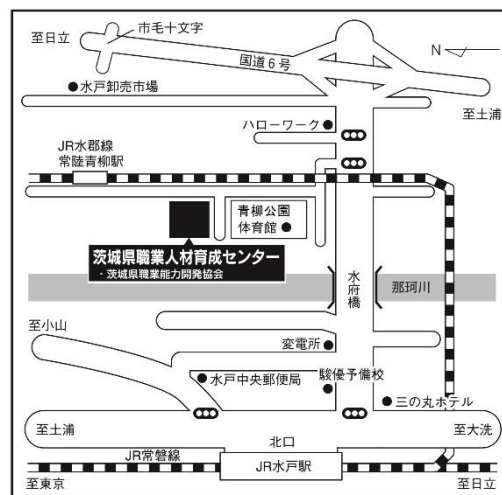 市毛十文字
至日立
国道6号
N
水戸卸売市場
至土浦
ハローワーク
JR水郡線
常陸青柳駅
青柳公園
体育館
茨城県職業人材育成センター
・茨城県職業能力開発協会
水府橋
那珂川
至小山
変電所
水戸中央郵便局
駿優予備校
三の丸ホテル
至土浦
北口
至大洗
JR常磐線
JR水戸駅
至東京
至日立